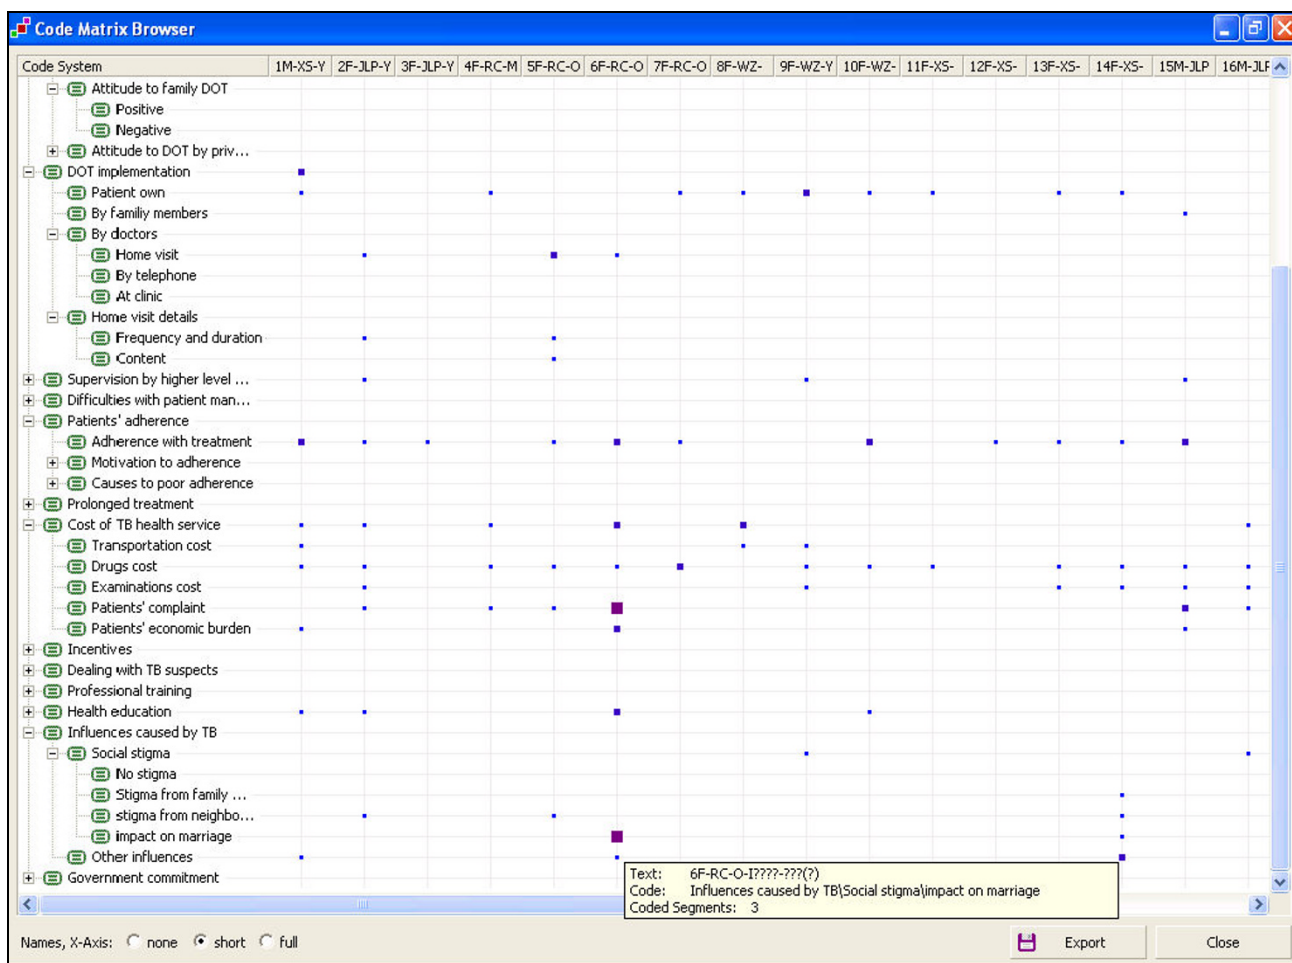 Code Matrix Browser
Code System 1M-XS-Y 2F-JLP-Y 3F-JLP-Y 4F-RC-M 5F-RC-O 6F-RC-O 7F-RC-O 8F-WZ- 9F-WZ-Y 10F-WZ- 11F-XS- 12F-XS- 13F-XS- 14F-XS- 15M-JLP 16M-JLP
Attitude to family DOT
Positive
Negative
Attitude to DOT by priv...
DOT implementation
Patient own
By familiy members
By doctors
Home visit
By telephone
At clinic
Home visit details
Frequency and duration
Content
Supervision by higher level ...
Difficulties with patient man...
Patients' adherence
Adherence with treatment
Motivation to adherence
Causes to poor adherence
Prolonged treatment
Cost of TB health service
Transportation cost
Drugs cost
Examinations cost
Patients' complaint
Patients' economic burden
Incentives
Dealing with TB suspects
Professional training
Health education
Influences caused by TB
Social stigma
No stigma
Stigma from family ...
stigma from neighbo...
impact on marriage
Other influences
Government commitment
Text: 6F-RC-O-I????-???(?)
Code: Influences caused by TB\Social stigma\impact on marriage
Coded Segments: 3
Names, X-Axis: none short full Export Close